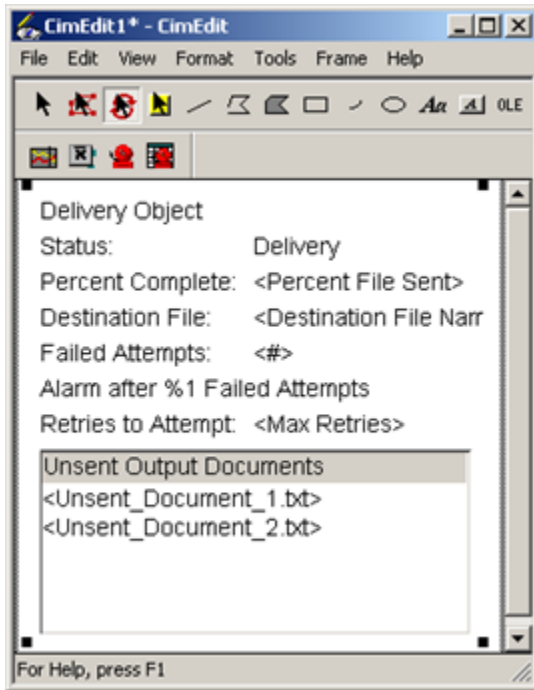 CimEdit1* - CimEdit
File Edit View Format Tools Frame Help
Aa A OLE
Delivery Object
Status: Delivery
Percent Complete: <Percent File Sent>
Destination File: <Destination File Narr
Failed Attempts: <#>
Alarm after %1 Failed Attempts
Retries to Attempt: <Max Retries>
Unsent Output Documents
<Unsent_Document_1.txt>
<Unsent_Document_2.txt>
For Help, press F1